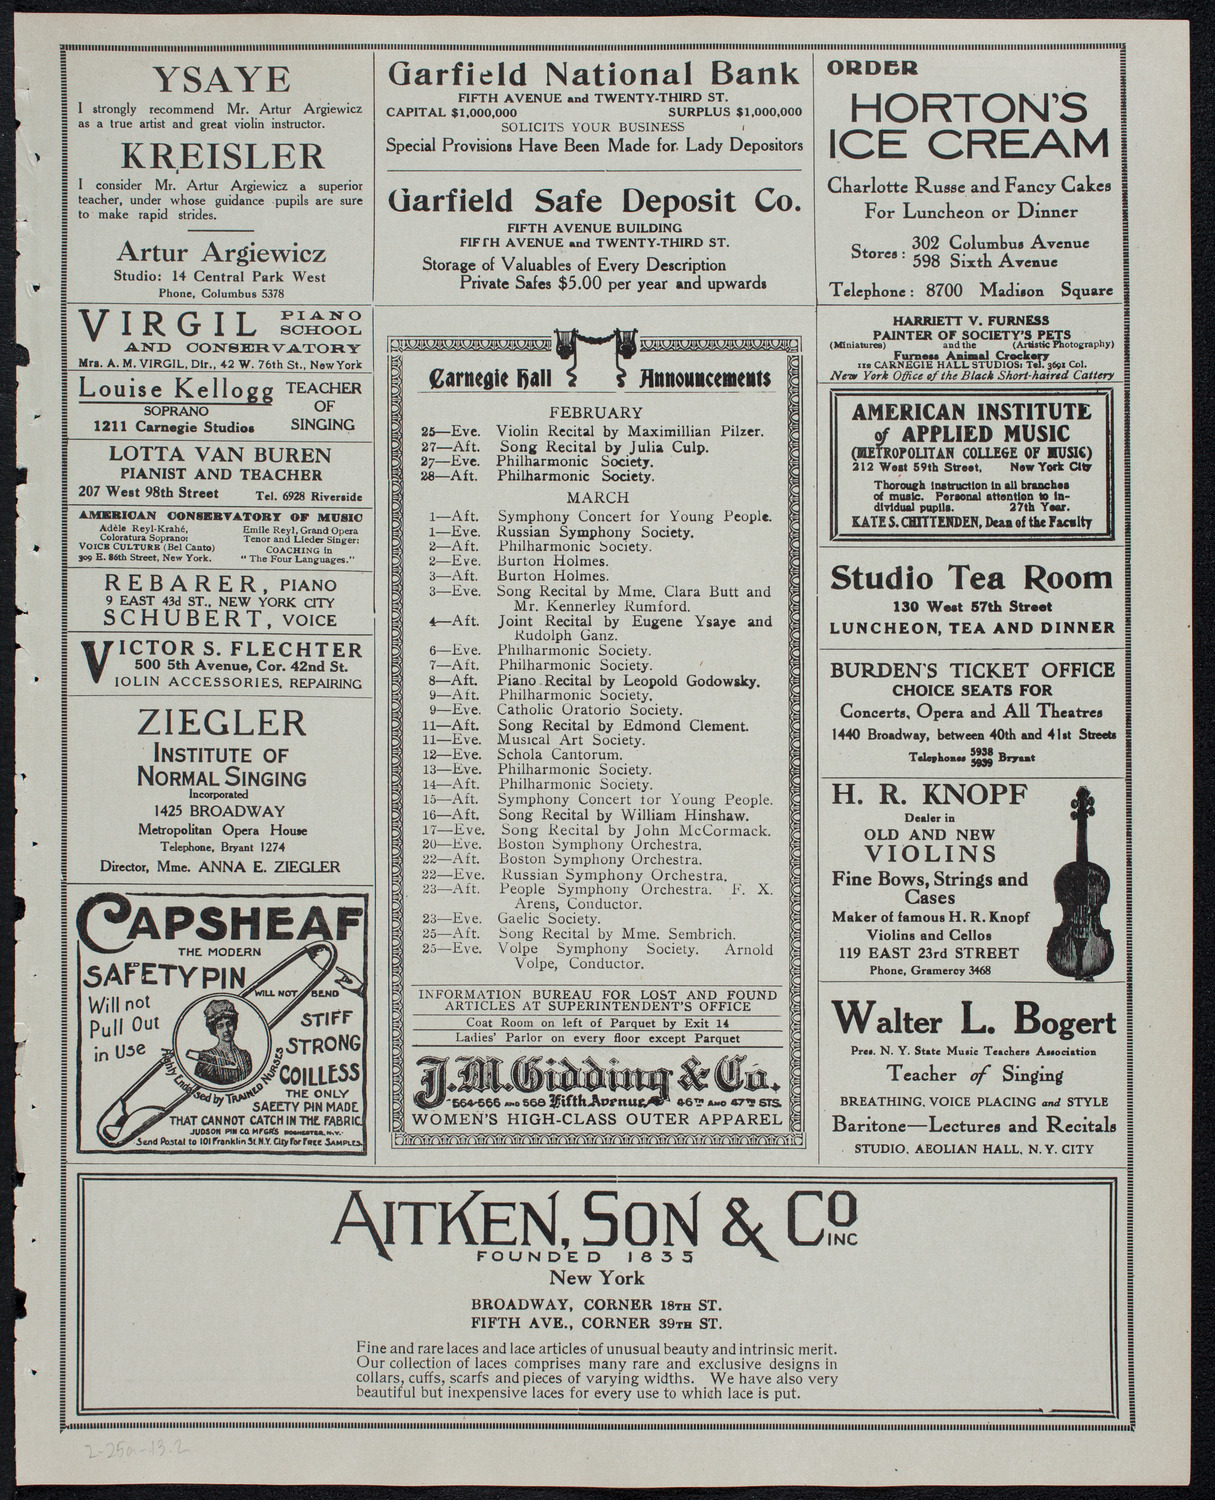 YSAYE
I strongly recommend Mr. Artur Argiewicz
as a true artist and great violin instructor.
KREISLER
I consider Mr. Artur Argiewicz a superior
teacher, under whose guidance pupils are sure
to make rapid strides.
Artur Argiewicz
Studio: 14 Central Park West
Phone, Columbus 5378
VIRGIL PIANO SCHOOL
AND CONSERVATORY
Mrs. A. M. VIRGIL, Dir., 42 W. 76th St., New York
Louise Kellogg TEACHER
SOPRANO OF
1211 Carnegie Studios SINGING
LOTTA VAN BUREN
PIANIST AND TEACHER
207 West 98th Street Tel. 6928 Riverside
AMERICAN CONSERVATORY OF MUSIC
Adèle Reyl-Krahé, Emile Reyl, Grand Opera
Coloratura Soprano: Tenor and Lieder Singer:
VOICE CULTURE (Bel Canto) COACHING in
309 E. 86th Street, New York. "The Four Languages."
REBARER, PIANO
9 EAST 43d ST., NEW YORK CITY
SCHUBERT, VOICE
VICTOR S. FLECHTER
500 5th Avenue, Cor. 42nd St.
VIOLIN ACCESSORIES, REPAIRING
ZIEGLER
INSTITUTE OF
NORMAL SINGING
Incorporated
1425 BROADWAY
Metropolitan Opera House
Telephone, Bryant 1274
Director, Mme. ANNA E. ZIEGLER
CAPSHEAF
THE MODERN
SAFETY PIN
WILL NOT BEND
Will not
Pull Out
in Use
STIFF
STRONG
COILLESS
Highly Endorsed by TRAINED NURSES
THE ONLY
SAFETY PIN MADE
THAT CANNOT CATCH IN THE FABRIC.
JUDSON PIN CO. MFGRS. ROCHESTER, N.Y.
Send Postal to 101 Franklin St. N.Y. City For FREE SAMPLES.
Garfield National Bank
FIFTH AVENUE and TWENTY-THIRD ST.
CAPITAL $1,000,000 SURPLUS $1,000,000
SOLICITS YOUR BUSINESS
Special Provisions Have Been Made for Lady Depositors
Garfield Safe Deposit Co.
FIFTH AVENUE BUILDING
FIFTH AVENUE and TWENTY-THIRD ST.
Storage of Valuables of Every Description
Private Safes $5.00 per year and upwards
Carnegie Hall Announcements
FEBRUARY
25—Eve. Violin Recital by Maximillian Pilzer.
27—Aft. Song Recital by Julia Culp.
27—Eve. Philharmonic Society.
28—Aft. Philharmonic Society.
MARCH
1—Aft. Symphony Concert for Young People.
1—Eve. Russian Symphony Society.
2—Aft. Philharmonic Society.
2—Eve. Burton Holmes.
3—Aft. Burton Holmes.
3—Eve. Song Recital by Mme. Clara Butt and
Mr. Kennerley Rumford.
4—Aft. Joint Recital by Eugene Ysaye and
Rudolph Ganz.
6—Eve. Philharmonic Society.
7—Aft. Philharmonic Society.
8—Aft. Piano Recital by Leopold Godowsky.
9—Aft. Philharmonic Society.
9—Eve. Catholic Oratorio Society.
11—Aft. Song Recital by Edmond Clement.
11—Eve. Musical Art Society.
12—Eve. Schola Cantorum.
13—Eve. Philharmonic Society.
14—Aft. Philharmonic Society.
15—Aft. Symphony Concert for Young People.
16—Aft. Song Recital by William Hinshaw.
17—Eve. Song Recital by John McCormack.
20—Eve. Boston Symphony Orchestra.
22—Aft. Boston Symphony Orchestra.
22—Eve. Russian Symphony Orchestra.
23—Aft. People Symphony Orchestra. F. X.
Arens, Conductor.
23—Eve. Gaelic Society.
25—Aft. Song Recital by Mme. Sembrich.
25—Eve. Volpe Symphony Society. Arnold
Volpe, Conductor.
INFORMATION BUREAU FOR LOST AND FOUND
ARTICLES AT SUPERINTENDENT'S OFFICE
Coat Room on left of Parquet by Exit 14
Ladies' Parlor on every floor except Parquet
J. M. Gidding & Co.
564-566 AND 568 Fifth Avenue 46TH AND 47TH STS.
WOMEN'S HIGH-CLASS OUTER APPAREL
ORDER
HORTON'S
ICE CREAM
Charlotte Russe and Fancy Cakes
For Luncheon or Dinner
Stores: 302 Columbus Avenue
598 Sixth Avenue
Telephone: 8700 Madison Square
HARRIETT V. FURNESS
PAINTER OF SOCIETY'S PETS
(Miniatures) and the (Artistic Photography)
Furness Animal Crockery
112 CARNEGIE HALL STUDIOS: Tel. 3691 Col.
New York Office of the Black Short-haired Cattery
AMERICAN INSTITUTE
of APPLIED MUSIC
(METROPOLITAN COLLEGE OF MUSIC)
212 West 59th Street, New York City
Thorough instruction in all branches
of music. Personal attention to in-
dividual pupils. 27th Year.
KATE S. CHITTENDEN, Dean of the Faculty
Studio Tea Room
130 West 57th Street
LUNCHEON, TEA AND DINNER
BURDEN'S TICKET OFFICE
CHOICE SEATS FOR
Concerts, Opera and All Theatres
1440 Broadway, between 40th and 41st Streets
Telephones 5938 5939 Bryant
H. R. KNOPF
Dealer in
OLD AND NEW
VIOLINS
Fine Bows, Strings and
Cases
Maker of famous H. R. Knopf
Violins and Cellos
119 EAST 23rd STREET
Phone, Gramercy 3468
Walter L. Bogert
Pres. N. Y. State Music Teachers Association
Teacher of Singing
BREATHING, VOICE PLACING and STYLE
Baritone—Lectures and Recitals
STUDIO, AEOLIAN HALL, N. Y. CITY
AITKEN, SON & CO INC
FOUNDED 1835
New York
BROADWAY, CORNER 18TH ST.
FIFTH AVE., CORNER 39TH ST.
Fine and rare laces and lace articles of unusual beauty and intrinsic merit.
Our collection of laces comprises many rare and exclusive designs in
collars, cuffs, scarfs and pieces of varying widths. We have also very
beautiful but inexpensive laces for every use to which lace is put.
2-25a-13.2